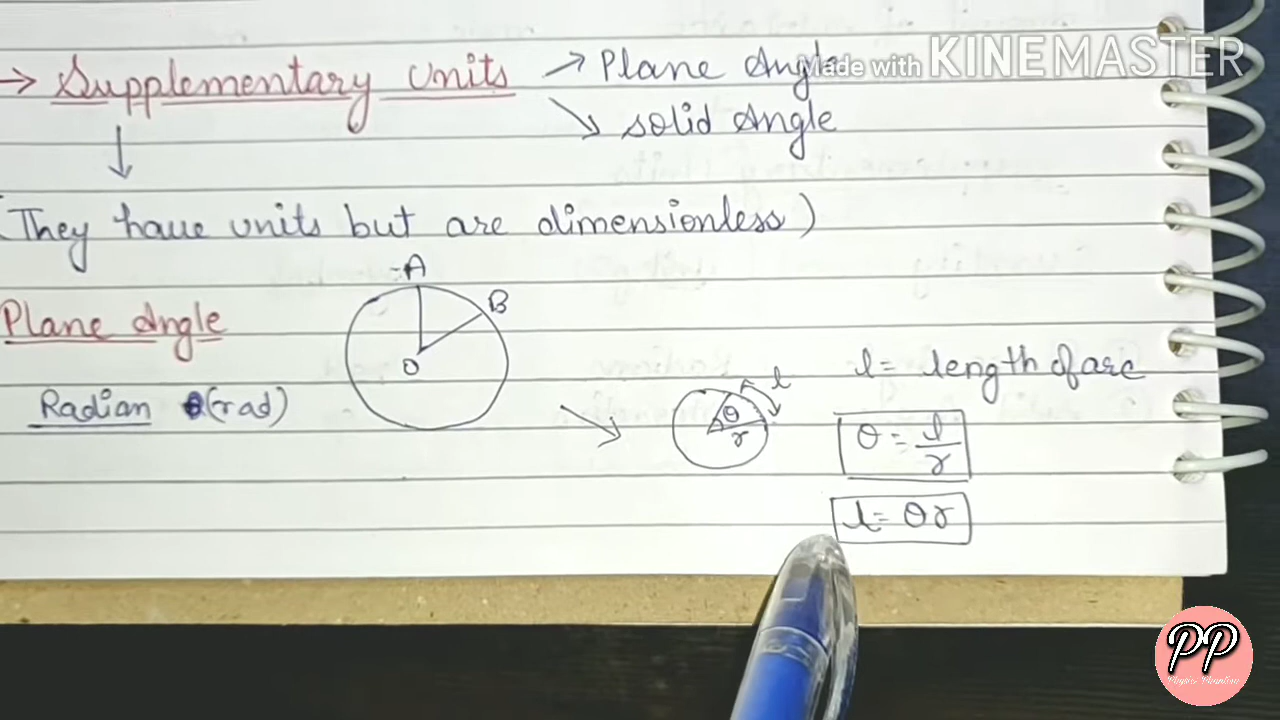 → Supplementary Units → Plane Angle
↘ Solid Angle
Made with KINEMASTER
(They have units but are dimensionless)
A
B
O
Plane Angle
Radian (rad)
l
θ
r
l = length of arc
θ = l/r
l = θr
PP